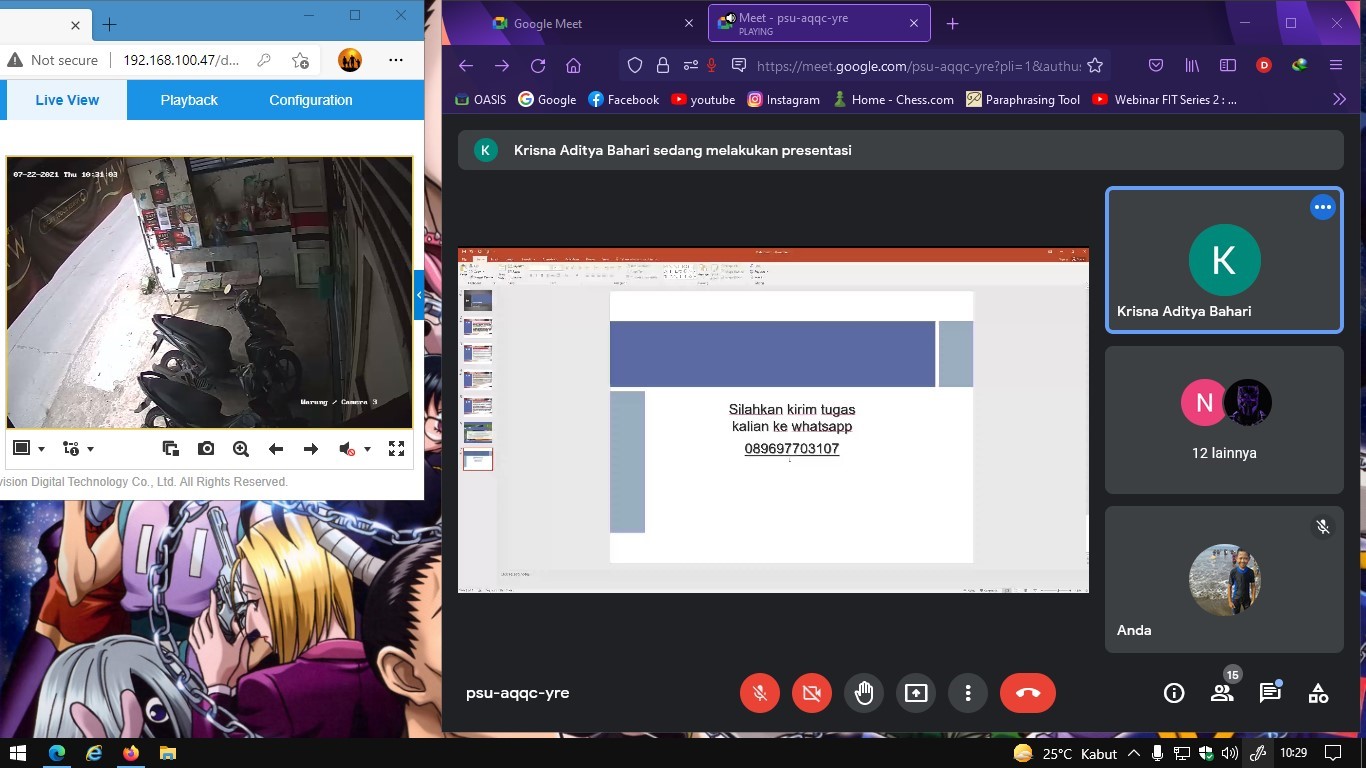 Not secure
192.168.100.47/d...
Live View
Playback
Configuration
07-22-2021 Thu 10:31:03
Warung / Camera 3
vision Digital Technology Co., Ltd. All Rights Reserved.
Google Meet
Meet - psu-aqqc-yre
PLAYING
https://meet.google.com/psu-aqqc-yre?pli=1&authus
D
OASIS
Google
Facebook
youtube
Instagram
Home - Chess.com
Paraphrasing Tool
Webinar FIT Series 2 : ...
K
Krisna Aditya Bahari sedang melakukan presentasi
Silahkan kirim tugas
kalian ke whatsapp
089697703107
K
Krisna Aditya Bahari
N
12 lainnya
Anda
psu-aqqc-yre
15
25°C Kabut
10:29